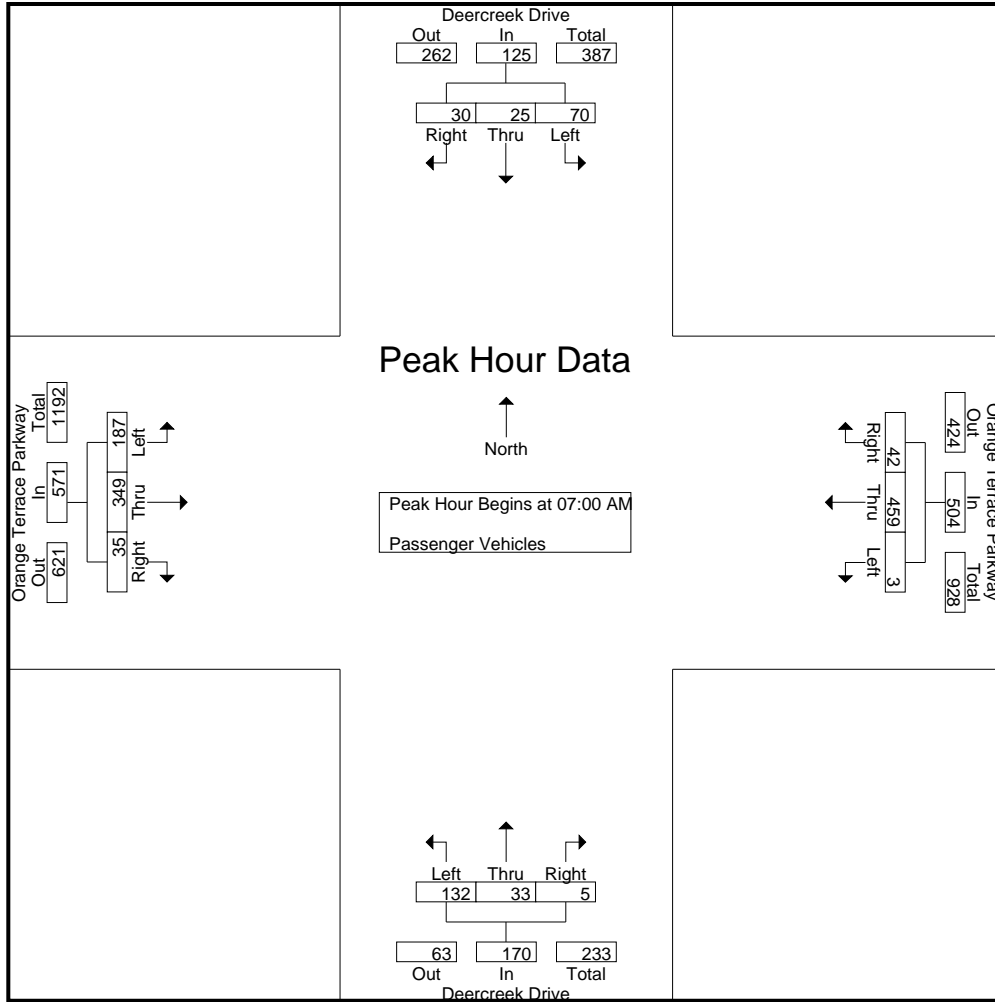 Deercreek Drive
Out In Total
262 125 387
30 25 70
Right Thru Left
Peak Hour Data
North
Peak Hour Begins at 07:00 AM
Passenger Vehicles
Orange Terrace Parkway
Total In Out
1192 571 621
187 349 35
Left Thru Right
Orange Terrace Parkway
Out In Total
424 504 928
42 459 3
Right Thru Left
Left Thru Right
132 33 5
63 170 233
Out In Total
Deercreek Drive